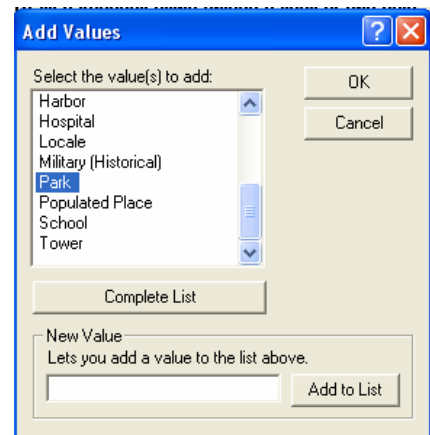 Add Values
Select the value(s) to add:
Harbor
Hospital
Locale
Military (Historical)
Park
Populated Place
School
Tower
OK
Cancel
Complete List
New Value
Lets you add a value to the list above.
Add to List